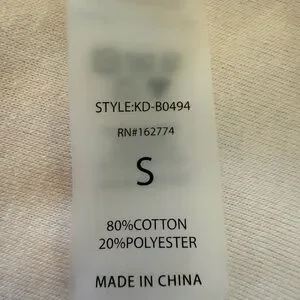 STYLE:KD-B0494
RN#162774
S
80%COTTON
20%POLYESTER
MADE IN CHINA